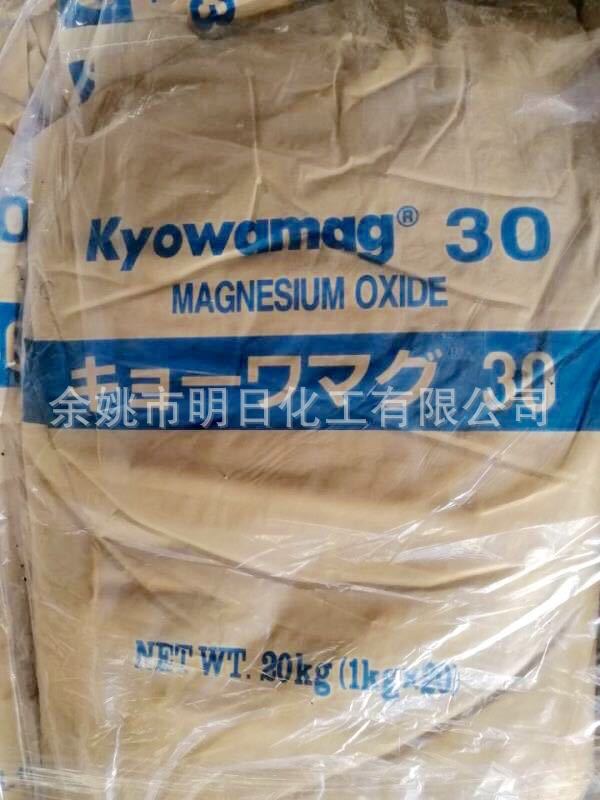 Kyowamag® 30
MAGNESIUM OXIDE
キョーワマグ® 30
余姚市明日化工有限公司
NET WT. 20kg (1kg×20)